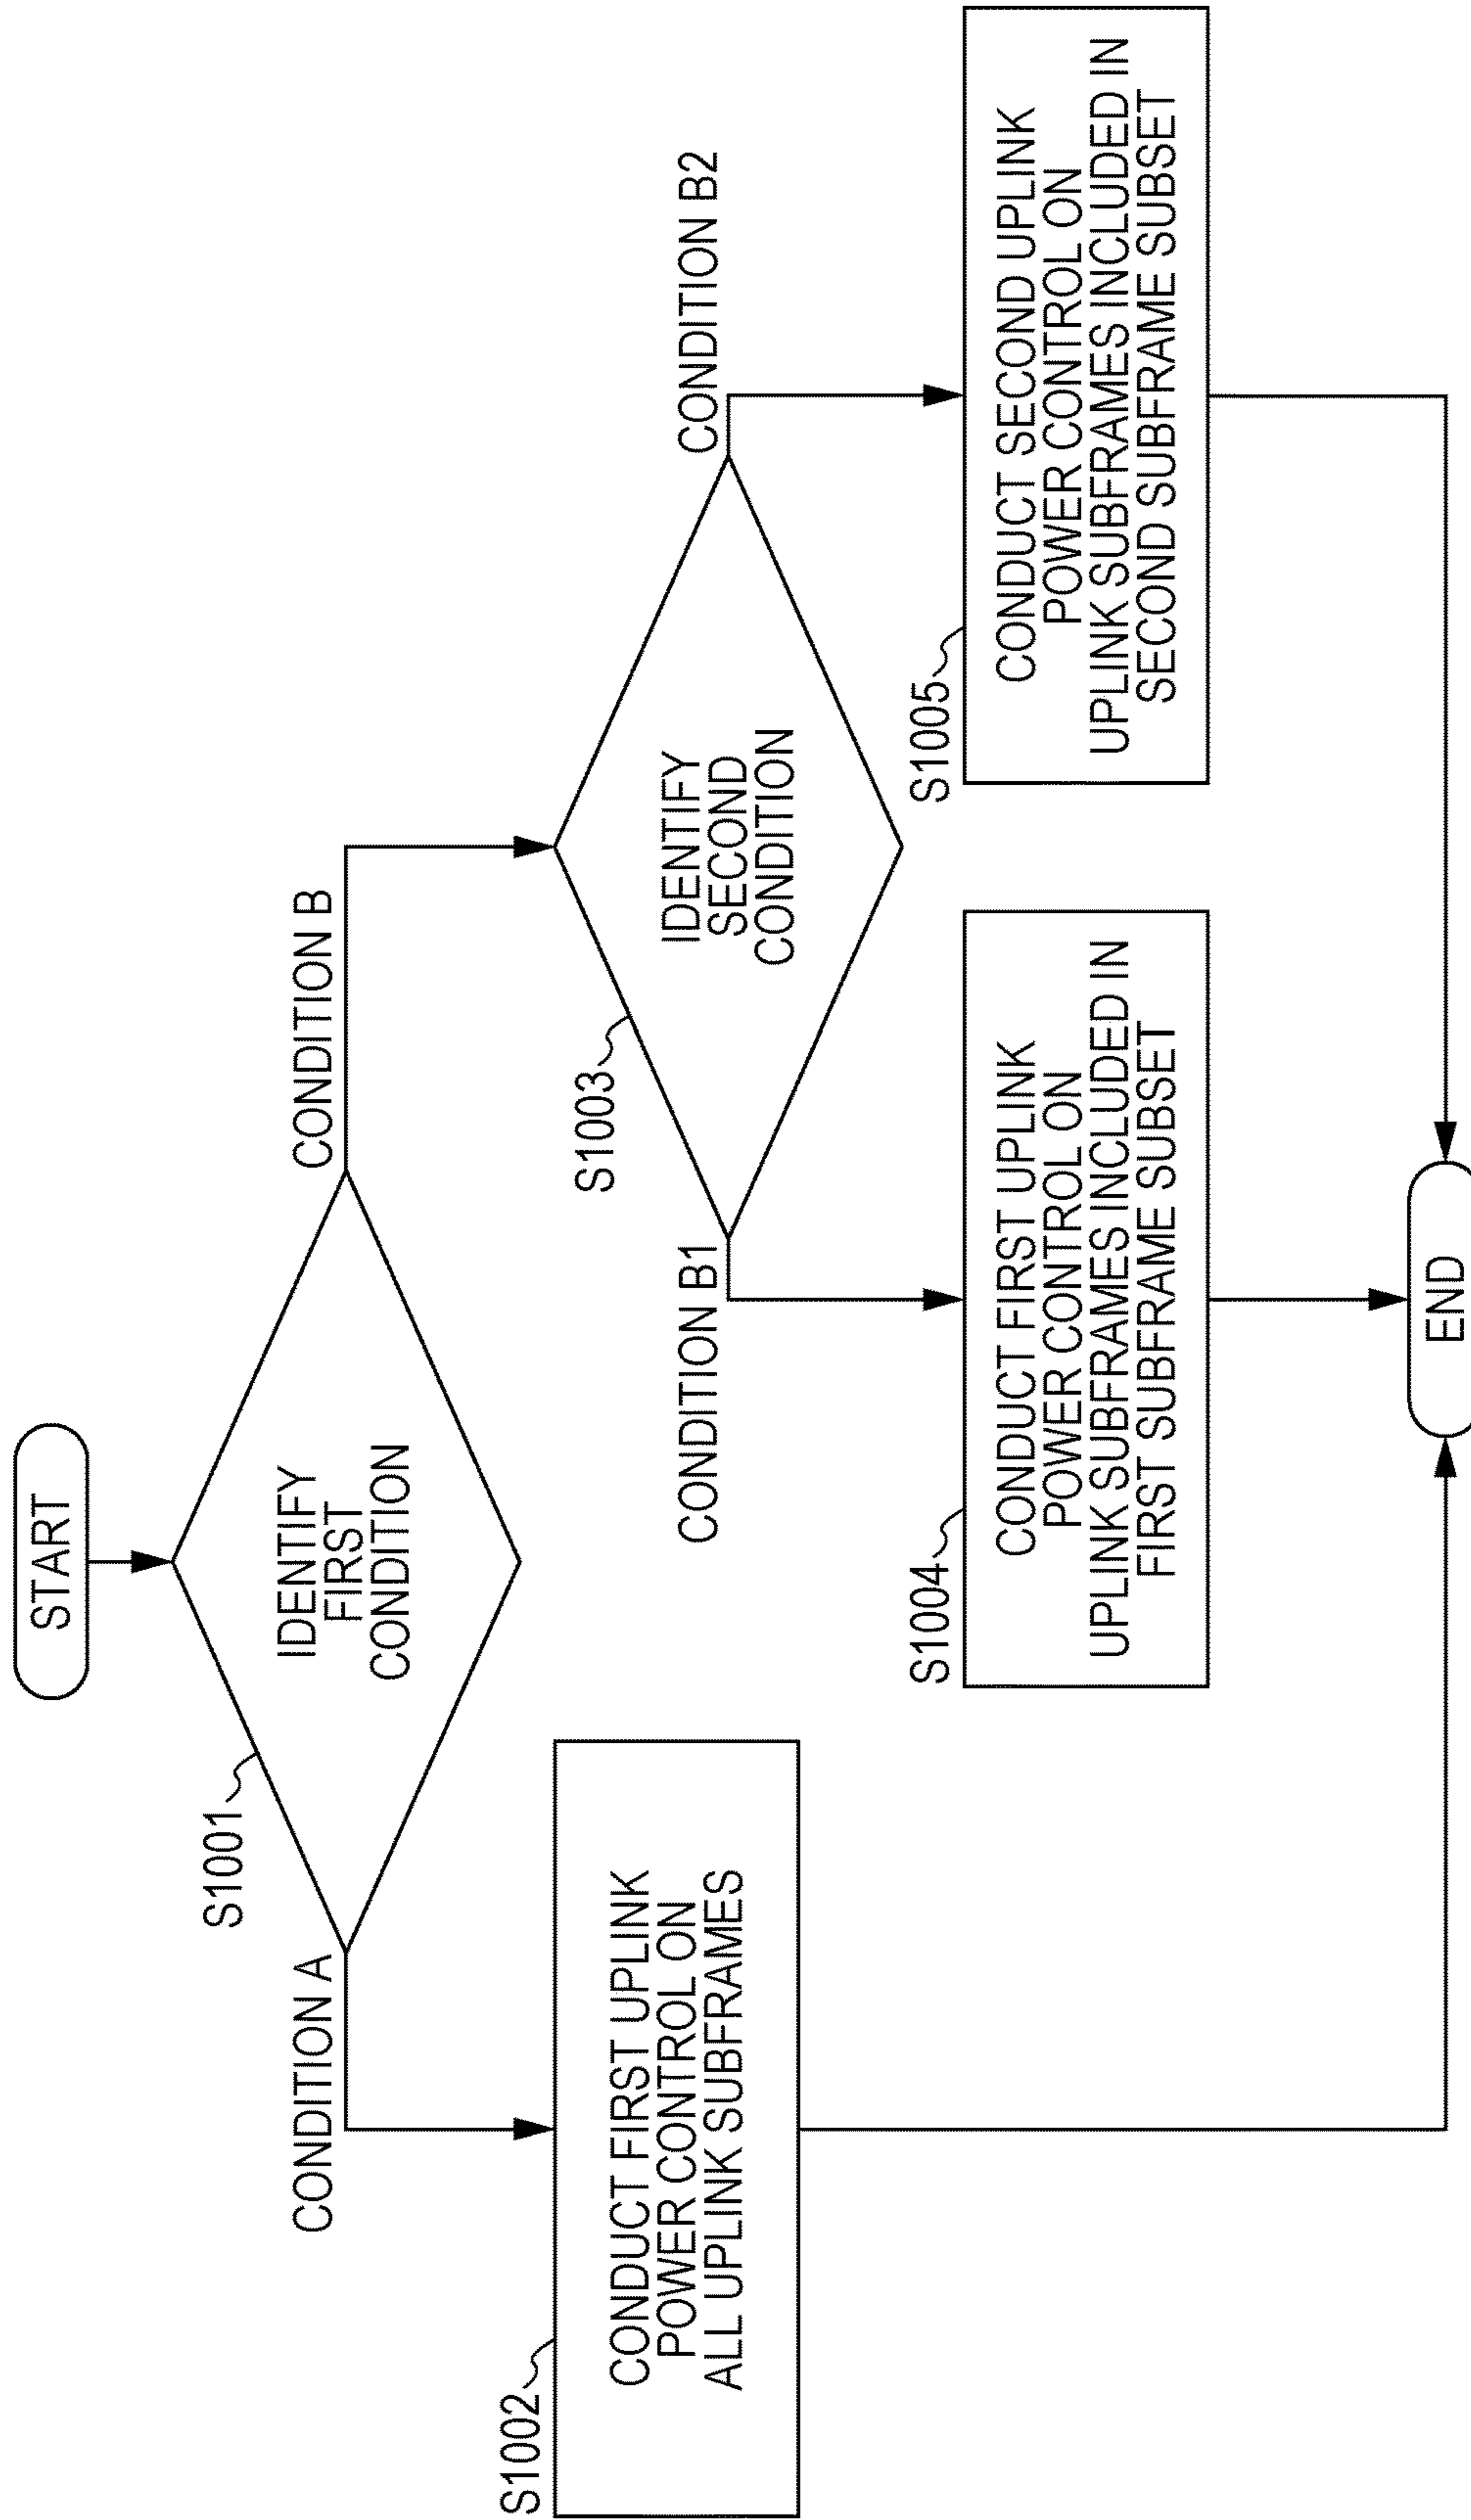 START
S1001
IDENTIFY
FIRST
CONDITION
CONDITION A
CONDITION B
S1002
CONDUCT FIRST UPLINK
POWER CONTROL ON
ALL UPLINK SUBFRAMES
S1003
IDENTIFY
SECOND
CONDITION
CONDITION B1
CONDITION B2
S1004
CONDUCT FIRST UPLINK
POWER CONTROL ON
UPLINK SUBFRAMES INCLUDED IN
FIRST SUBFRAME SUBSET
S1005
CONDUCT SECOND UPLINK
POWER CONTROL ON
UPLINK SUBFRAMES INCLUDED IN
SECOND SUBFRAME SUBSET
END